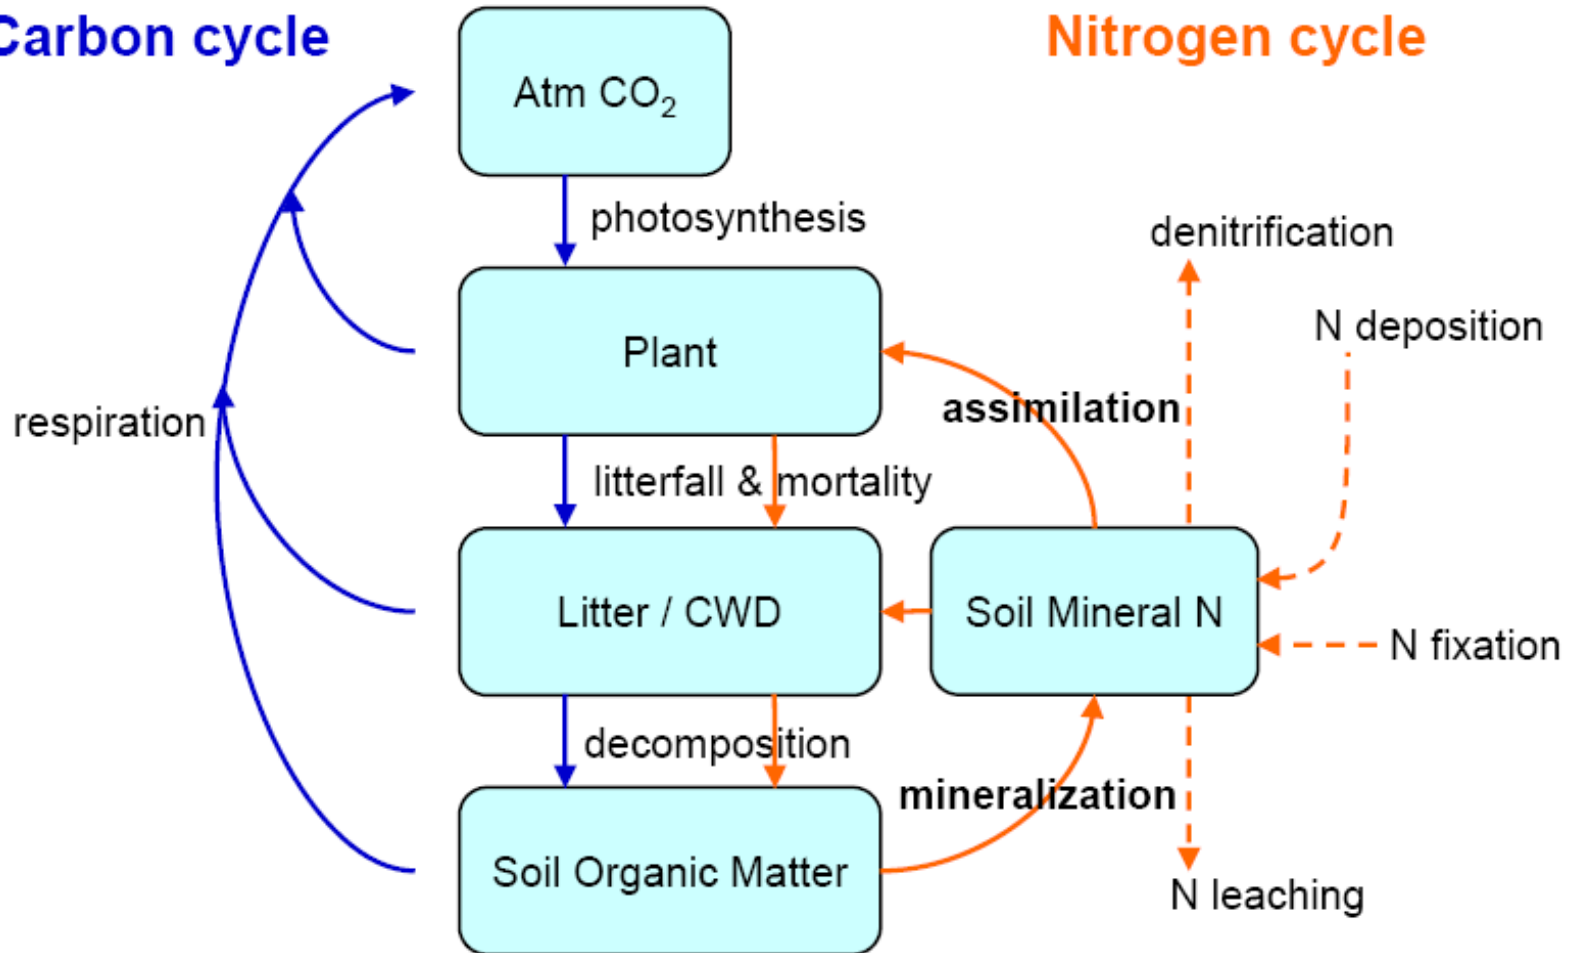 Carbon cycle
Nitrogen cycle
Atm CO₂
photosynthesis
denitrification
N deposition
Plant
assimilation
respiration
litterfall & mortality
Litter / CWD
Soil Mineral N
N fixation
decomposition
mineralization
Soil Organic Matter
N leaching